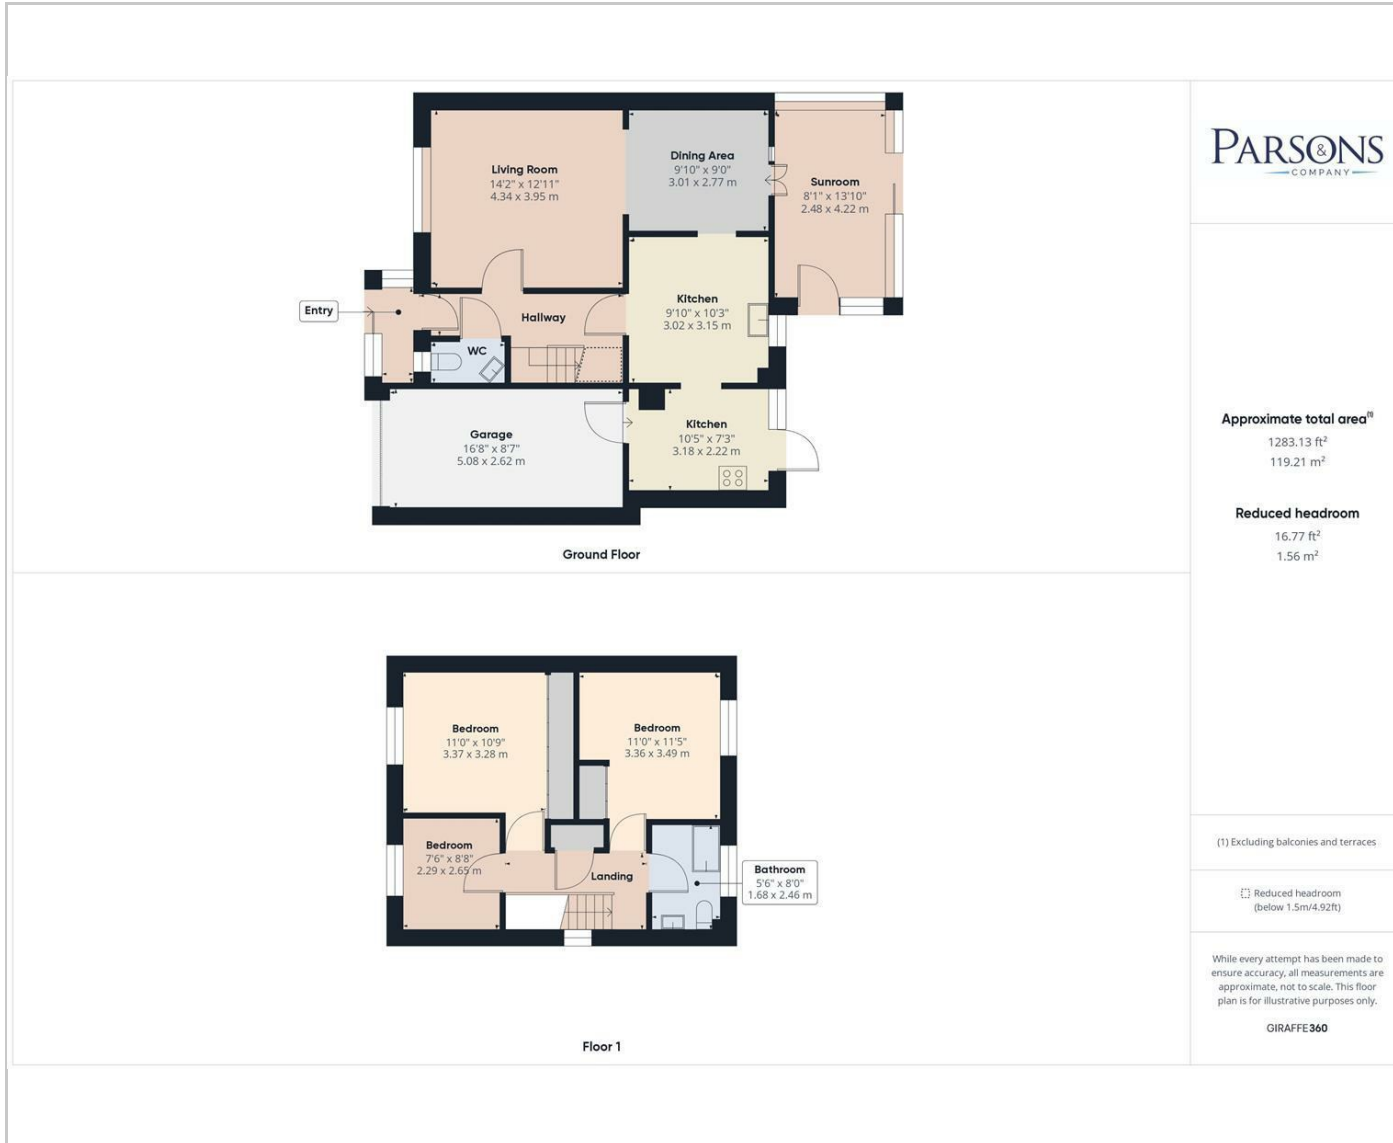 Living Room
14'2" x 12'11"
4.34 x 3.95 m
Dining Area
9'10" x 9'0"
3.01 x 2.77 m
Sunroom
8'1" x 13'10"
2.48 x 4.22 m
Entry
Hallway
Kitchen
9'10" x 10'3"
3.02 x 3.15 m
WC
Garage
16'8" x 8'7"
5.08 x 2.62 m
Kitchen
10'5" x 7'3"
3.18 x 2.22 m
Ground Floor
Bedroom
11'0" x 10'9"
3.37 x 3.28 m
Bedroom
11'0" x 11'5"
3.36 x 3.49 m
Bedroom
7'6" x 8'8"
2.29 x 2.65 m
Landing
Bathroom
5'6" x 8'0"
1.68 x 2.46 m
Floor 1
PARSONS
&
COMPANY
Approximate total area⁽¹⁾
1283.13 ft²
119.21 m²
Reduced headroom
16.77 ft²
1.56 m²
(1) Excluding balconies and terraces
Reduced headroom
(below 1.5m/4.92ft)
While every attempt has been made to
ensure accuracy, all measurements are
approximate, not to scale. This floor
plan is for illustrative purposes only.
GIRAFFE360